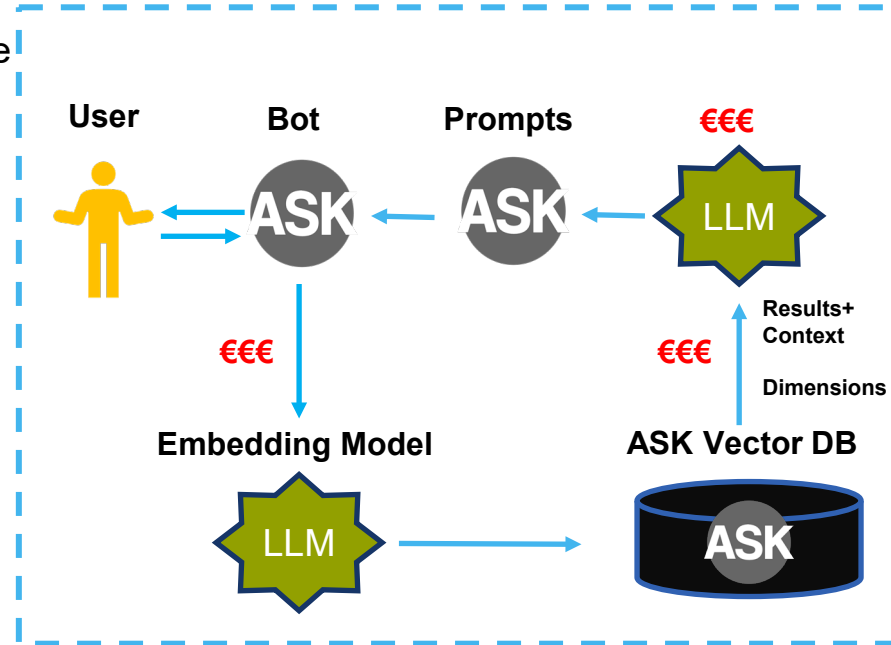 e
User
Bot
Prompts
€€€
ASK
ASK
LLM
Results+
Context
€€€
€€€
Dimensions
Embedding Model
ASK Vector DB
LLM
ASK